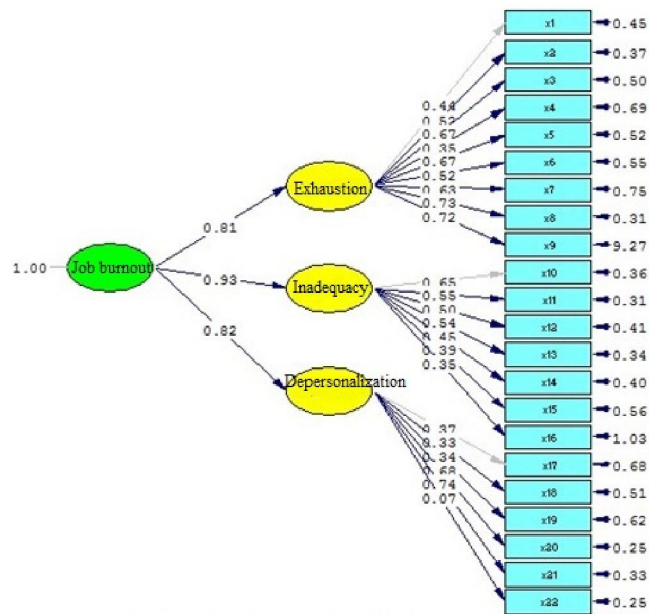 x1
0.45
x2
0.37
x3
0.50
x4
0.69
x5
0.52
x6
0.55
x7
0.75
x8
0.31
x9
9.27
x10
0.36
x11
0.31
x12
0.41
x13
0.34
x14
0.40
x15
0.56
x16
1.03
x17
0.68
x18
0.51
x19
0.62
x20
0.25
x21
0.33
x22
0.25
0.44
0.52
0.67
0.35
0.67
0.52
0.63
0.73
0.72
Exhaustion
0.81
1.00
Job burnout
0.93
Inadequacy
0.65
0.55
0.50
0.54
0.45
0.39
0.35
0.82
Depersonalization
0.37
0.33
0.34
0.68
0.74
0.07